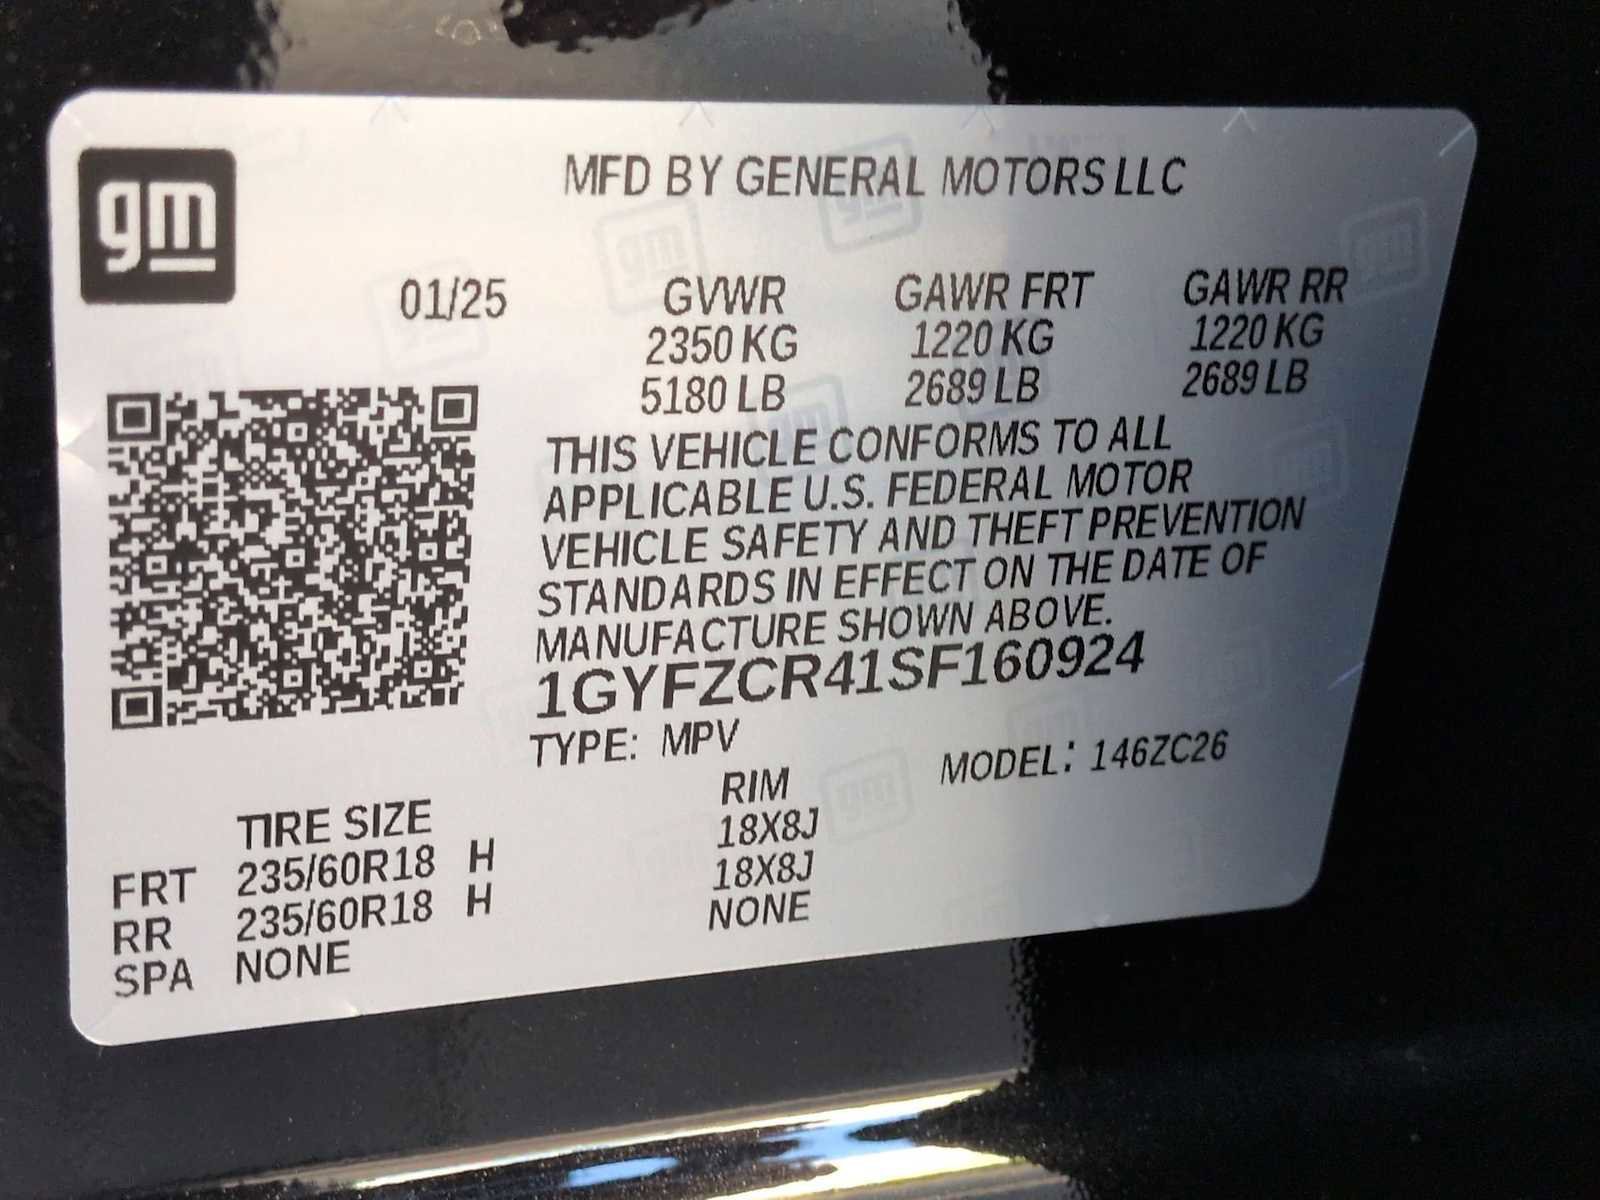 gm
MFD BY GENERAL MOTORS LLC
01/25 GVWR GAWR FRT GAWR RR
2350 KG 1220 KG 1220 KG
5180 LB 2689 LB 2689 LB
THIS VEHICLE CONFORMS TO ALL
APPLICABLE U.S. FEDERAL MOTOR
VEHICLE SAFETY AND THEFT PREVENTION
STANDARDS IN EFFECT ON THE DATE OF
MANUFACTURE SHOWN ABOVE.
1GYFZCR41SF160924
TYPE: MPV MODEL: 146ZC26
TIRE SIZE RIM
FRT 235/60R18 H 18X8J
RR 235/60R18 H 18X8J
SPA NONE NONE